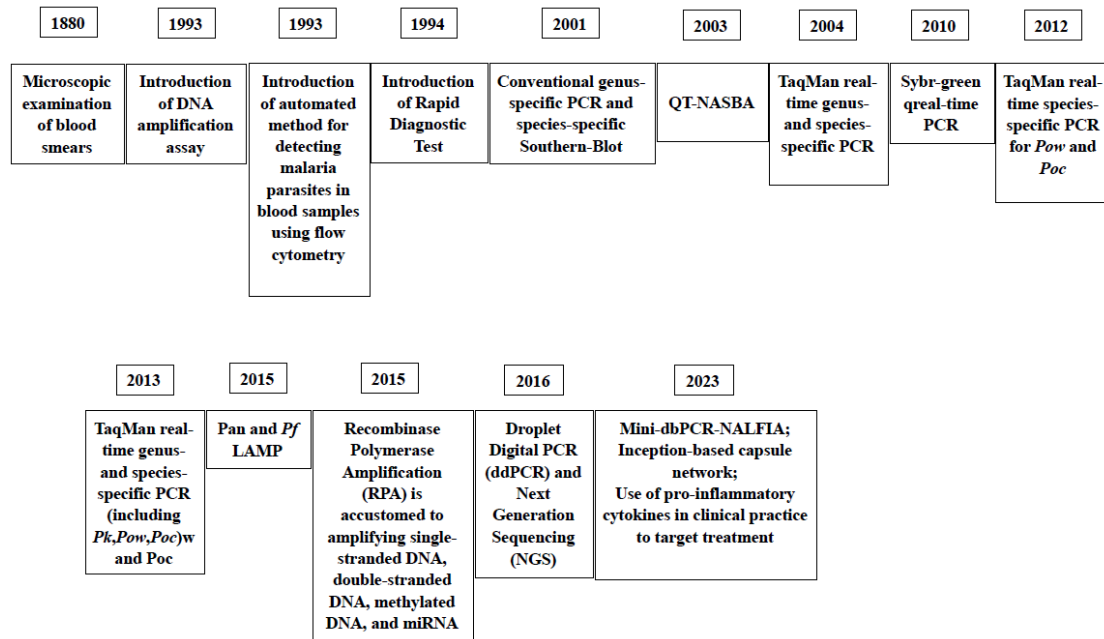 1880
Microscopic
examination
of blood
smears
1993
Introduction
of DNA
amplification
assay
1993
Introduction
of automated
method for
detecting
malaria
parasites in
blood samples
using flow
cytometry
1994
Introduction
of Rapid
Diagnostic
Test
2001
Conventional genus-
specific PCR and
species-specific
Southern-Blot
2003
QT-NASBA
2004
TaqMan real-
time genus-
and species-
specific PCR
2010
Sybr-green
qreal-time
PCR
2012
TaqMan real-
time species-
specific PCR
for Pow and
Poc
2013
TaqMan real-
time genus-
and species-
specific PCR
(including
Pk,Pow,Poc)w
and Poc
2015
Pan and Pf
LAMP
2015
Recombinase
Polymerase
Amplification
(RPA) is
accustomed to
amplifying single-
stranded DNA,
double-stranded
DNA, methylated
DNA, and miRNA
2016
Droplet
Digital PCR
(ddPCR) and
Next
Generation
Sequencing
(NGS)
2023
Mini-dbPCR-NALFIA;
Inception-based capsule
network;
Use of pro-inflammatory
cytokines in clinical practice
to target treatment